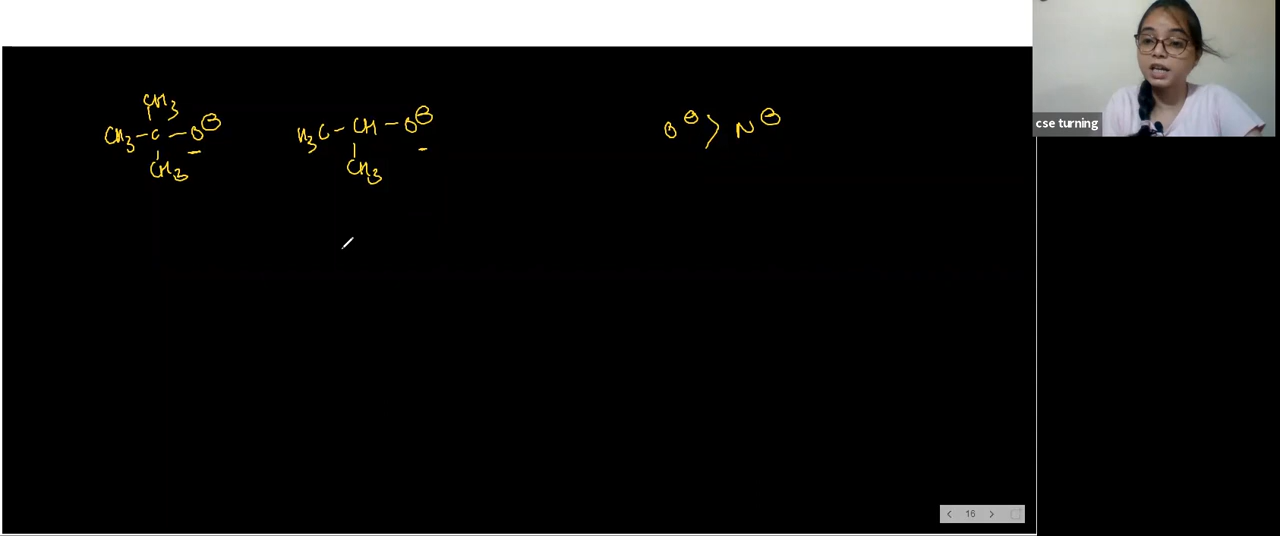 CH3
CH3-C-O⊖
CH3
H3C-CH-O⊖
CH3
O⊖ > N⊖
cse turning
16